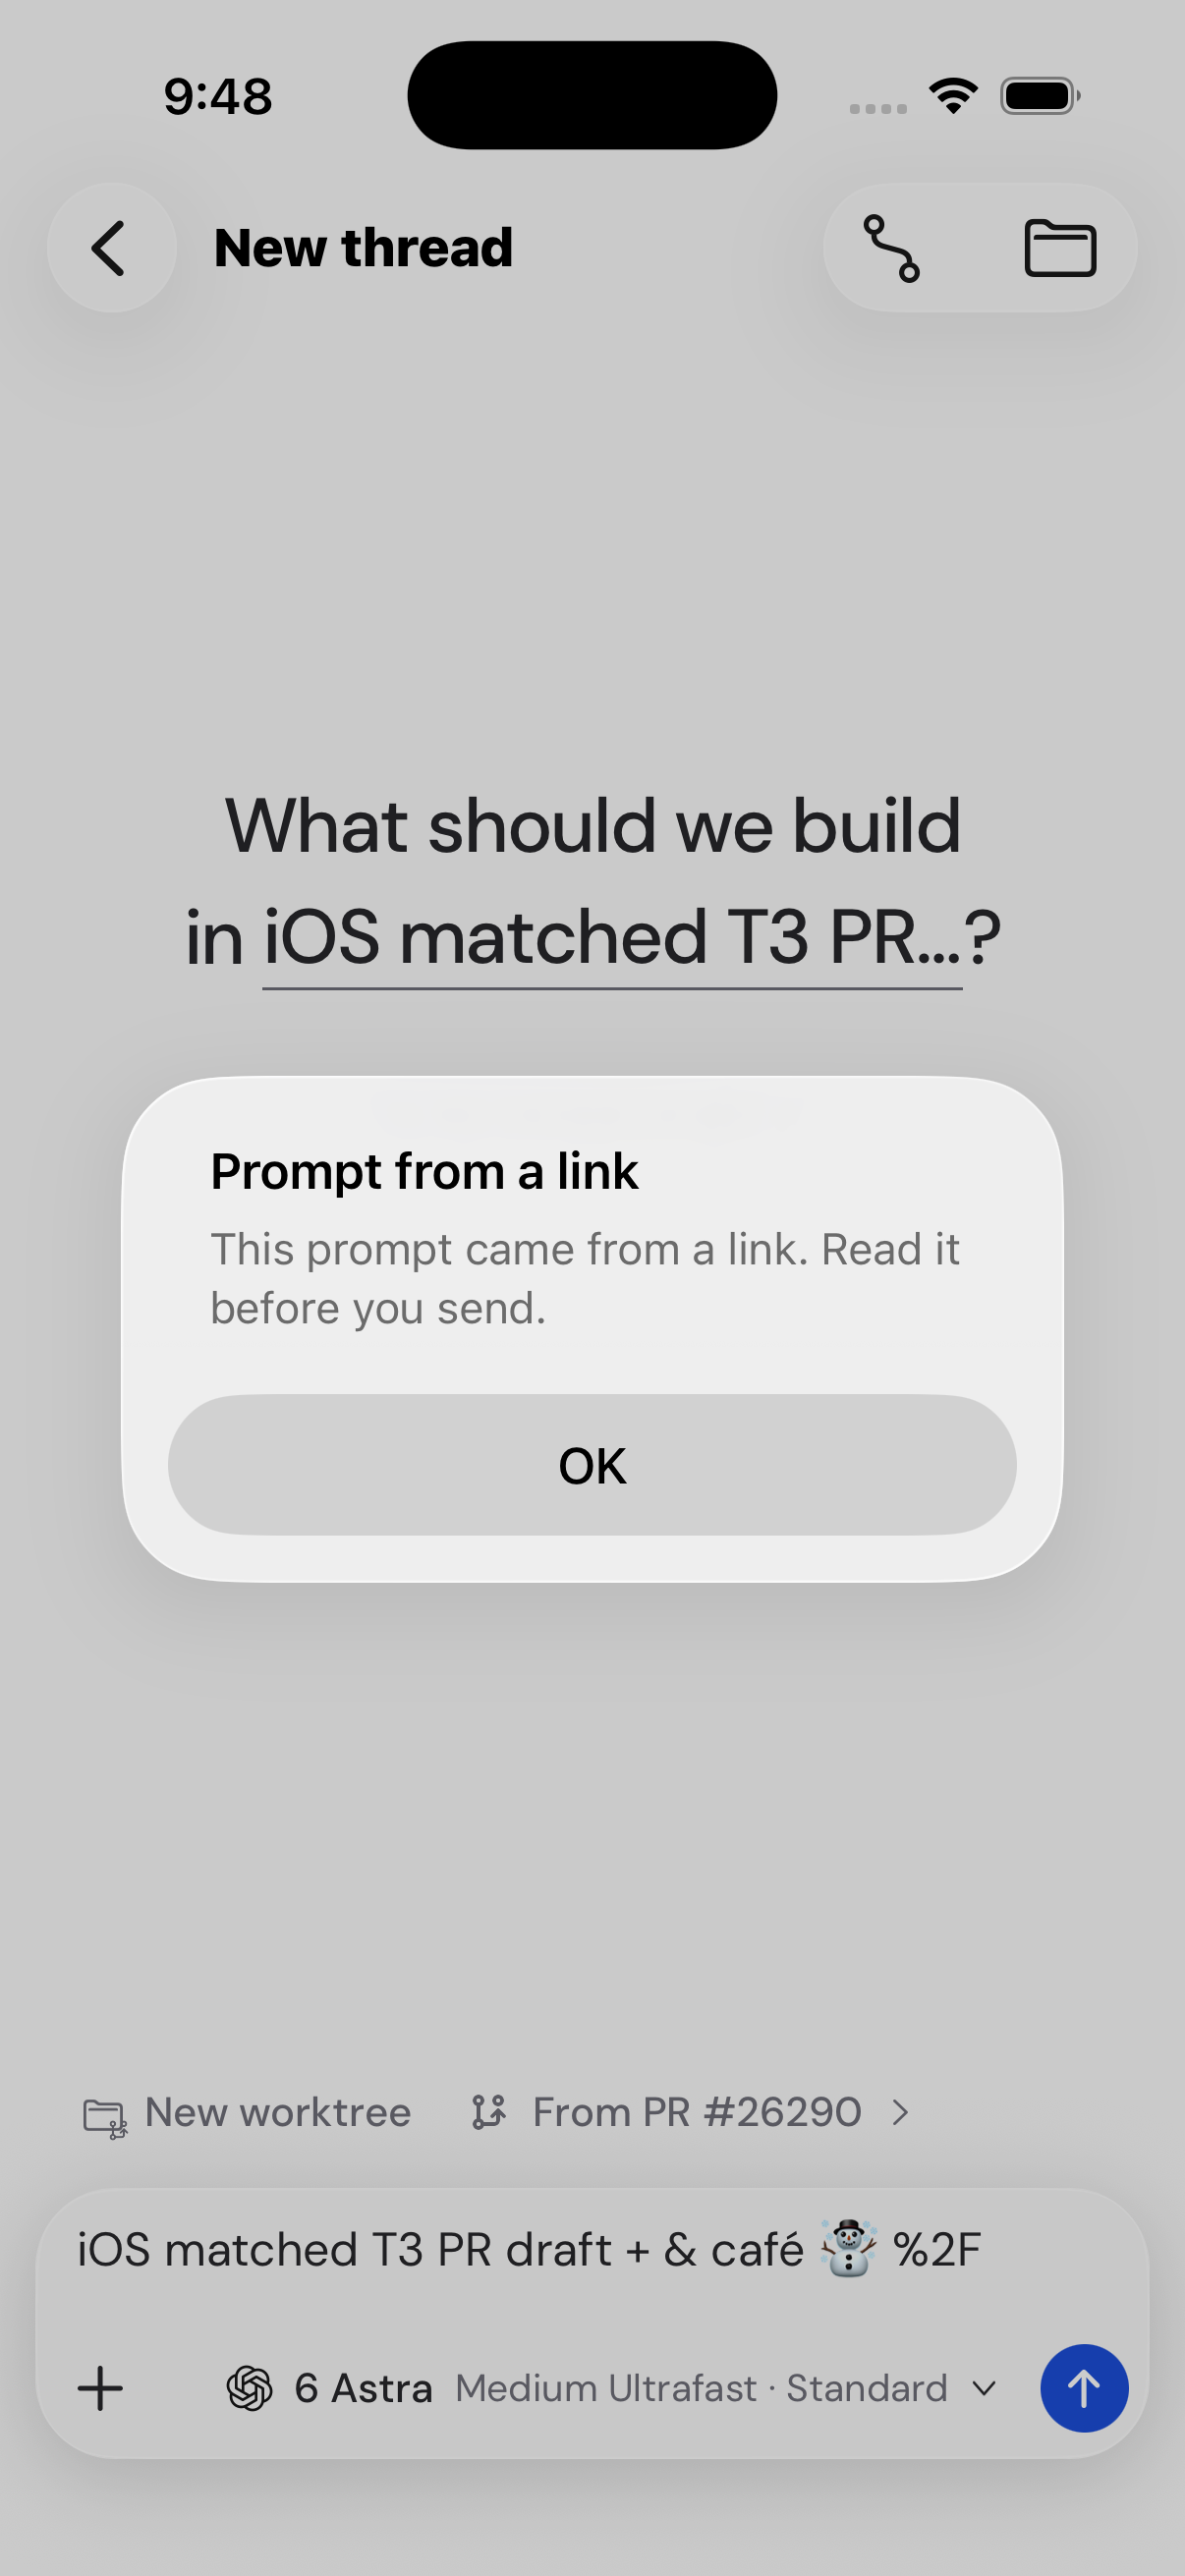 9:48
New thread
What should we build
in iOS matched T3 PR...?
Prompt from a link
This prompt came from a link. Read it
before you send.
OK
New worktree From PR #26290
iOS matched T3 PR draft + & café ☃️ %2F
6 Astra Medium Ultrafast · Standard